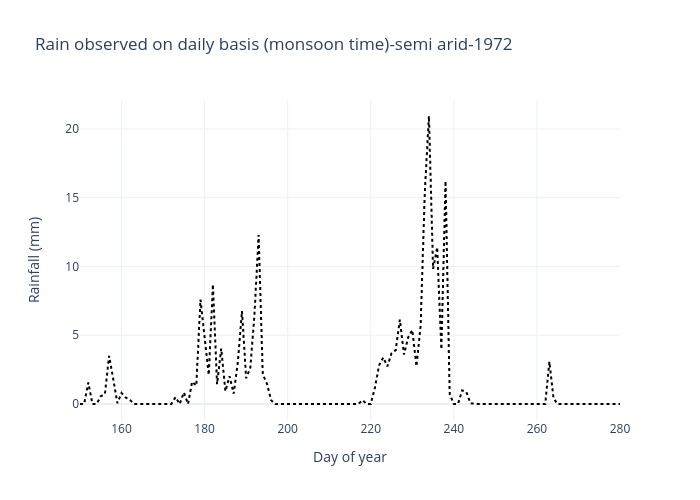 Rain observed on daily basis (monsoon time)-semi arid-1972
20
15
10
5
0
Rainfall (mm)
160 180 200 220 240 260 280
Day of year